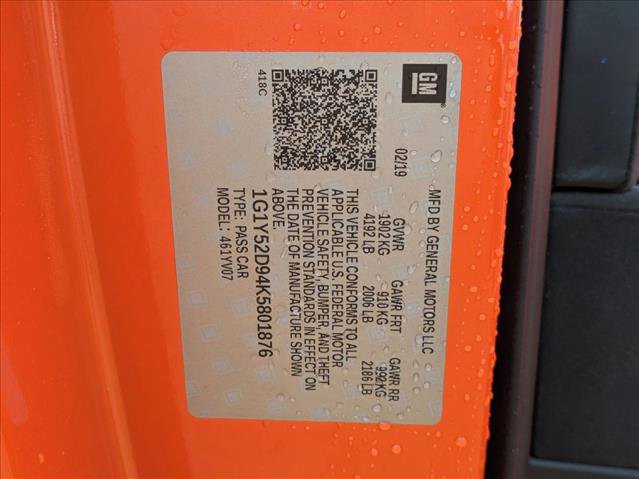 GM
MFD BY GENERAL MOTORS LLC
02/19
GVWR GAWR FRT GAWR RR
1902 KG 910 KG 992 KG
4192 LB 2006 LB 2186 LB
THIS VEHICLE CONFORMS TO ALL
APPLICABLE U.S. FEDERAL MOTOR
VEHICLE SAFETY, BUMPER, AND THEFT
PREVENTION STANDARDS IN EFFECT ON
THE DATE OF MANUFACTURE SHOWN
ABOVE.
1G1Y52D94K5801876
TYPE: PASS CAR
MODEL: 461YV07
418C